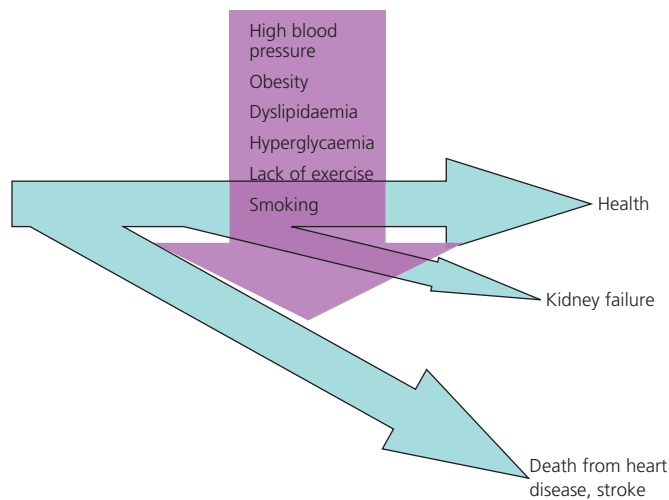 High blood
pressure
Obesity
Dyslipidaemia
Hyperglycaemia
Lack of exercise
Smoking
Health
Kidney failure
Death from heart
disease, stroke